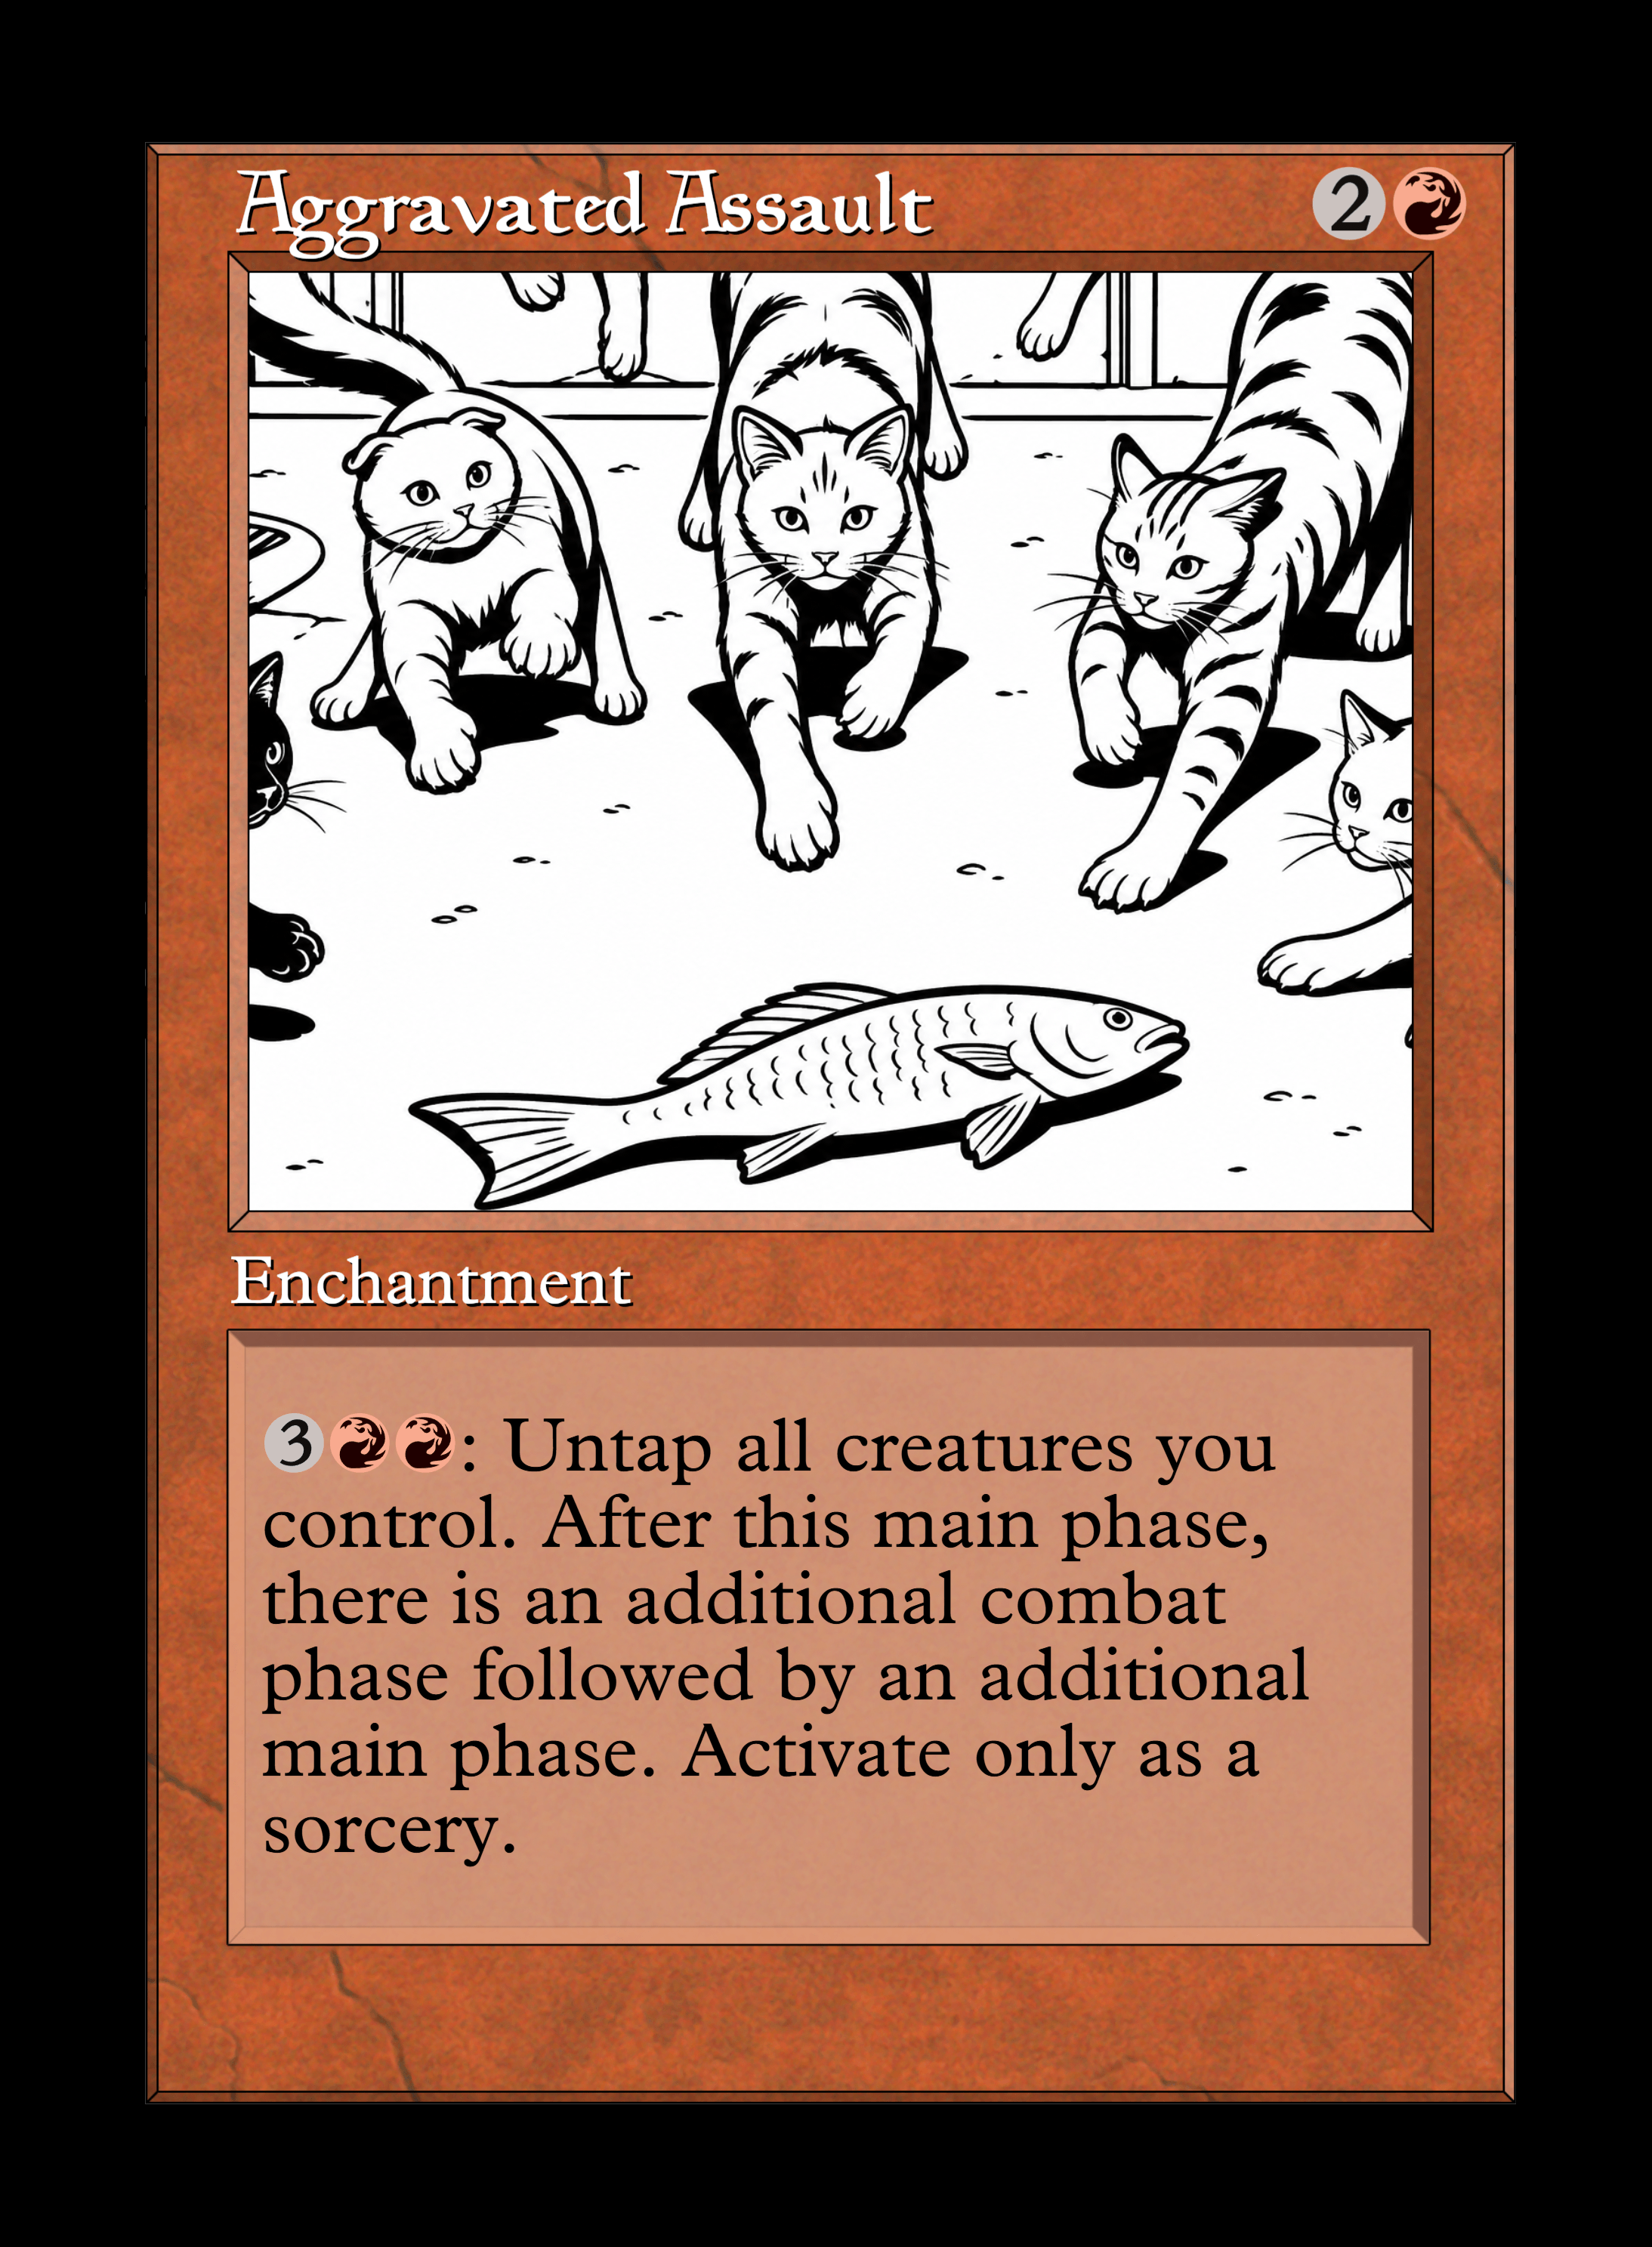 Aggravated Assault 2
Enchantment
3: Untap all creatures you
control. After this main phase,
there is an additional combat
phase followed by an additional
main phase. Activate only as a
sorcery.